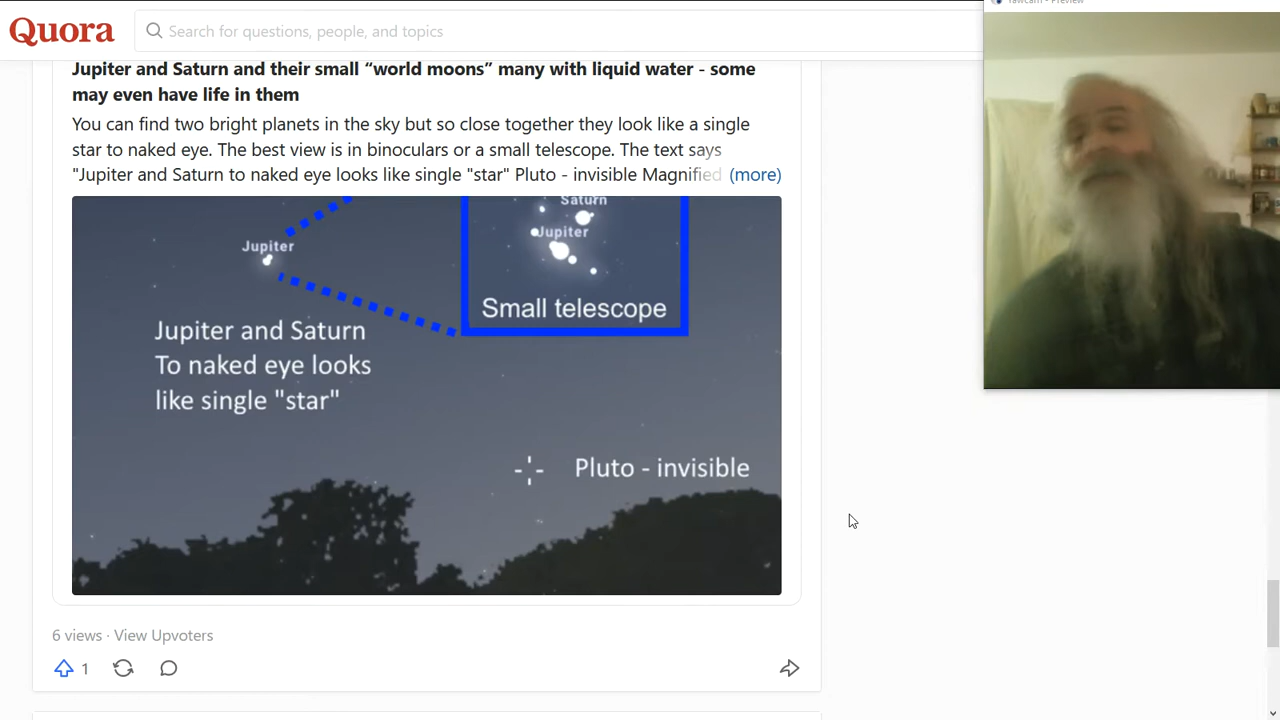 Yawcam - Preview
Quora
Search for questions, people, and topics
Jupiter and Saturn and their small “world moons” many with liquid water - some
may even have life in them
You can find two bright planets in the sky but so close together they look like a single
star to naked eye. The best view is in binoculars or a small telescope. The text says
"Jupiter and Saturn to naked eye looks like single "star" Pluto - invisible Magnified (more)
Saturn
Jupiter
Jupiter
Small telescope
Jupiter and Saturn
To naked eye looks
like single "star"
Pluto - invisible
6 views · View Upvoters
1